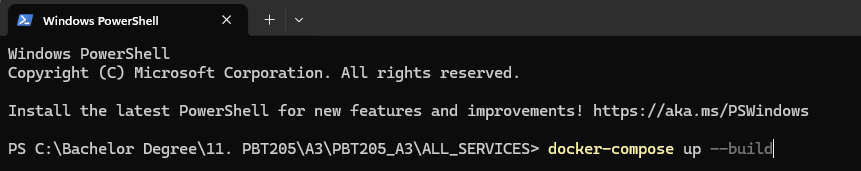 Windows PowerShell
Windows PowerShell
Copyright (C) Microsoft Corporation. All rights reserved.
Install the latest PowerShell for new features and improvements! https://aka.ms/PSWindows
PS C:\Bachelor Degree\11. PBT205\A3\PBT205_A3\ALL_SERVICES> docker-compose up --build